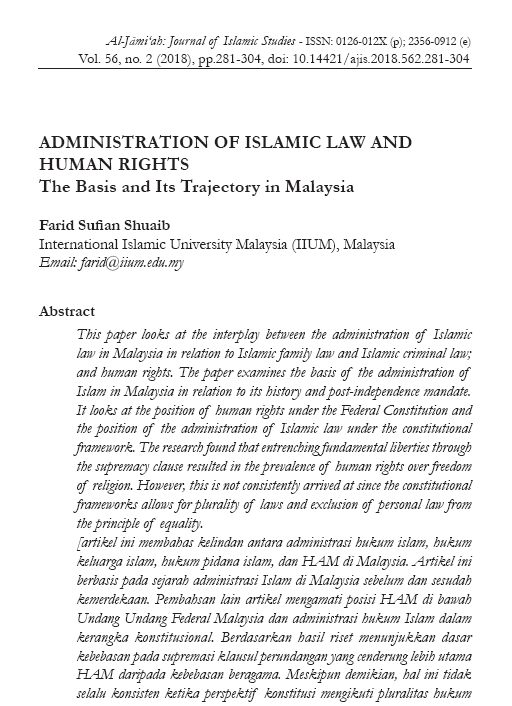 Al-Jāmi‘ah: Journal of Islamic Studies - ISSN: 0126-012X (p); 2356-0912 (e)
Vol. 56, no. 2 (2018), pp.281-304, doi: 10.14421/ajis.2018.562.281-304
ADMINISTRATION OF ISLAMIC LAW AND
HUMAN RIGHTS
The Basis and Its Trajectory in Malaysia
Farid Sufian Shuaib
International Islamic University Malaysia (IIUM), Malaysia
Email: farid@iium.edu.my
Abstract
This paper looks at the interplay between the administration of Islamic
law in Malaysia in relation to Islamic family law and Islamic criminal law;
and human rights. The paper examines the basis of the administration of
Islam in Malaysia in relation to its history and post-independence mandate.
It looks at the position of human rights under the Federal Constitution and
the position of the administration of Islamic law under the constitutional
framework. The research found that entrenching fundamental liberties through
the supremacy clause resulted in the prevalence of human rights over freedom
of religion. However, this is not consistently arrived at since the constitutional
frameworks allows for plurality of laws and exclusion of personal law from
the principle of equality.
[artikel ini membahas kelindan antara administrasi hukum islam, hukum
keluarga islam, hukum pidana islam, dan HAM di Malaysia. Artikel ini
berbasis pada sejarah administrasi Islam di Malaysia sebelum dan sesudah
kemerdekaan. Pembahsan lain artikel mengamati posisi HAM di bawah
Undang Undang Federal Malaysia dan administrasi hukum Islam dalam
kerangka konstitusional. Berdasarkan hasil riset menunjukkan dasar
kebebasan pada supremasi klausul perundangan yang cenderung lebih utama
HAM daripada kebebasan beragama. Meskipun demikian, hal ini tidak
selalu konsisten ketika perspektif konstitusi mengikuti pluralitas hukum